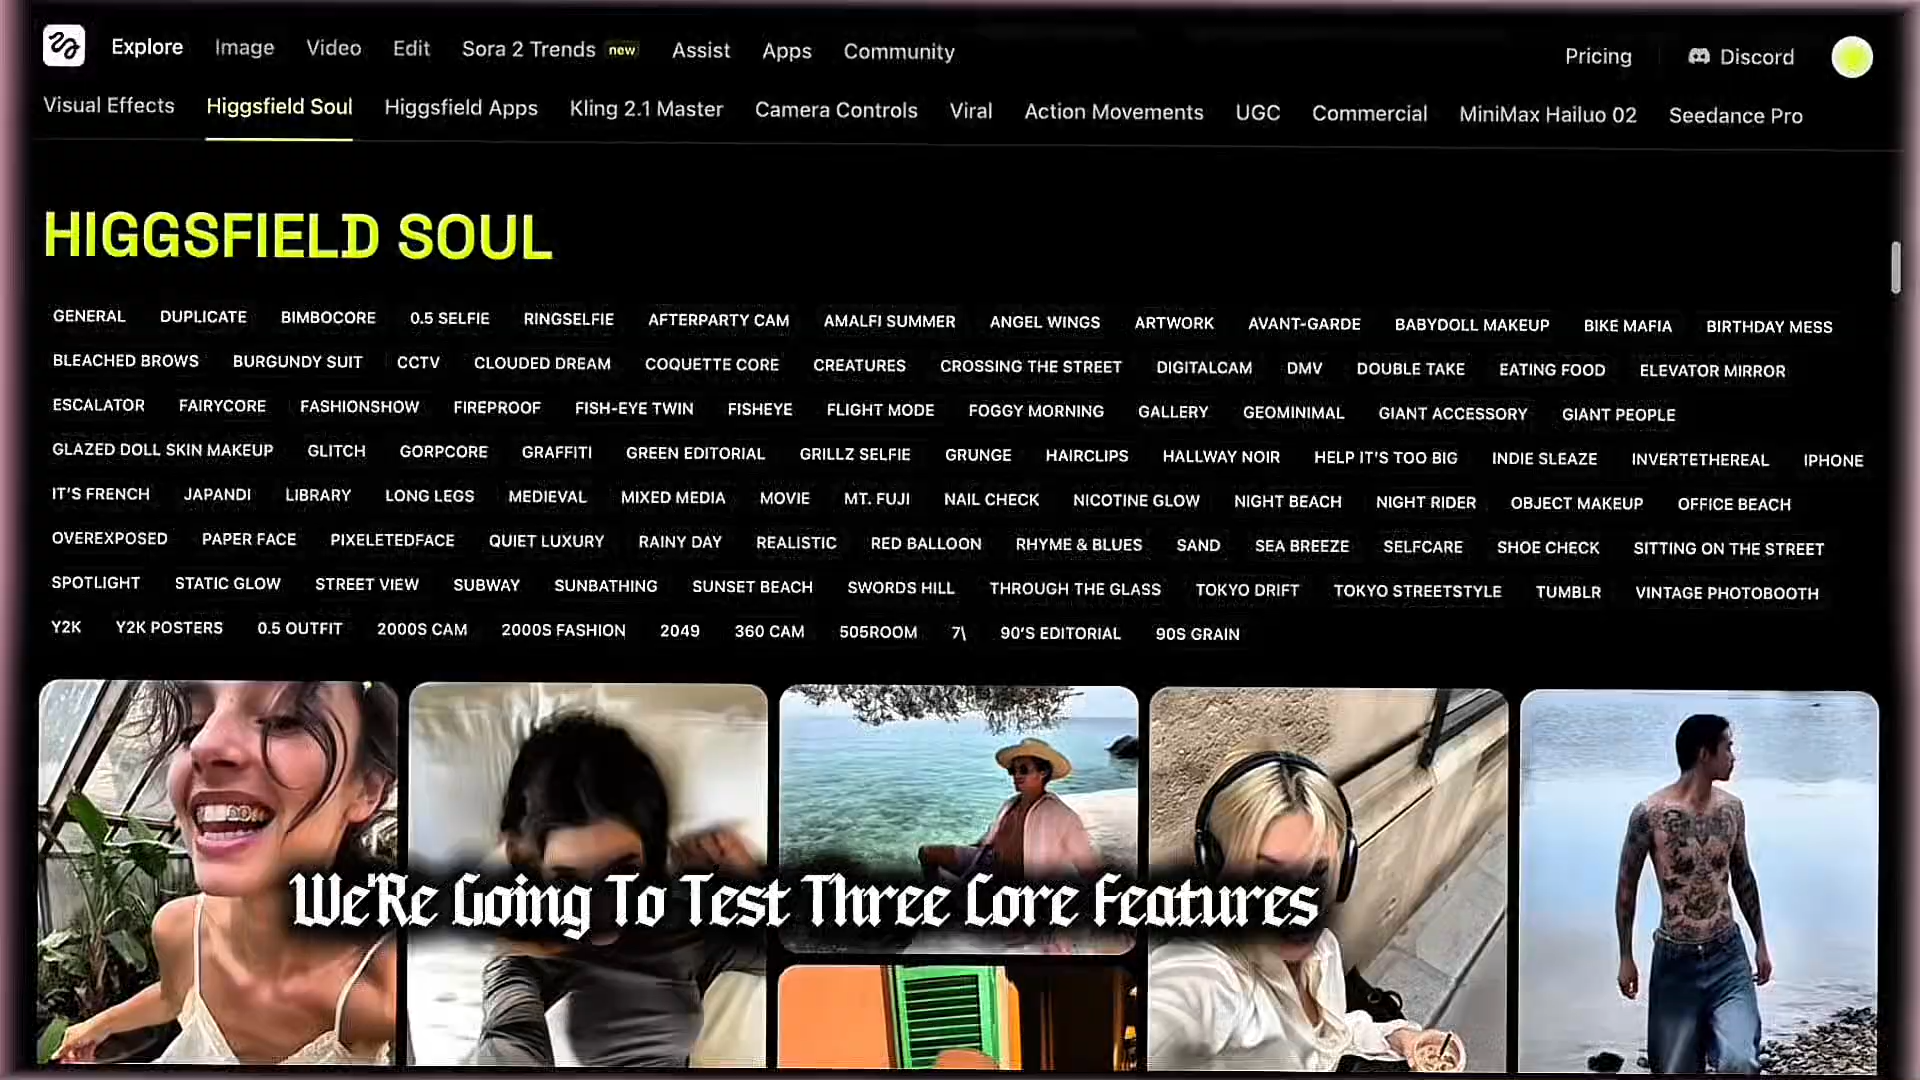 Explore Image Video Edit Sora 2 Trends new Assist Apps Community Pricing Discord
Visual Effects Higgsfield Soul Higgsfield Apps Kling 2.1 Master Camera Controls Viral Action Movements UGC Commercial MiniMax Hailuo 02 Seedance Pro
HIGGSFIELD SOUL
GENERAL DUPLICATE BIMBOCORE 0.5 SELFIE RINGSELFIE AFTERPARTY CAM AMALFI SUMMER ANGEL WINGS ARTWORK AVANT-GARDE BABYDOLL MAKEUP BIKE MAFIA BIRTHDAY MESS
BLEACHED BROWS BURGUNDY SUIT CCTV CLOUDED DREAM COQUETTE CORE CREATURES CROSSING THE STREET DIGITALCAM DMV DOUBLE TAKE EATING FOOD ELEVATOR MIRROR
ESCALATOR FAIRYCORE FASHIONSHOW FIREPROOF FISH-EYE TWIN FISHEYE FLIGHT MODE FOGGY MORNING GALLERY GEOMINIMAL GIANT ACCESSORY GIANT PEOPLE
GLAZED DOLL SKIN MAKEUP GLITCH GORPCORE GRAFFITI GREEN EDITORIAL GRILLZ SELFIE GRUNGE HAIRCLIPS HALLWAY NOIR HELP IT'S TOO BIG INDIE SLEAZE INVERTETHEREAL IPHONE
IT'S FRENCH JAPANDI LIBRARY LONG LEGS MEDIEVAL MIXED MEDIA MOVIE MT. FUJI NAIL CHECK NICOTINE GLOW NIGHT BEACH NIGHT RIDER OBJECT MAKEUP OFFICE BEACH
OVEREXPOSED PAPER FACE PIXELETEDFACE QUIET LUXURY RAINY DAY REALISTIC RED BALLOON RHYME & BLUES SAND SEA BREEZE SELFCARE SHOE CHECK SITTING ON THE STREET
SPOTLIGHT STATIC GLOW STREET VIEW SUBWAY SUNBATHING SUNSET BEACH SWORDS HILL THROUGH THE GLASS TOKYO DRIFT TOKYO STREETSTYLE TUMBLR VINTAGE PHOTOBOOTH
Y2K Y2K POSTERS 0.5 OUTFIT 2000S CAM 2000S FASHION 2049 360 CAM 505ROOM 7\ 90'S EDITORIAL 90S GRAIN
We'Re Going To Test Three Core Features